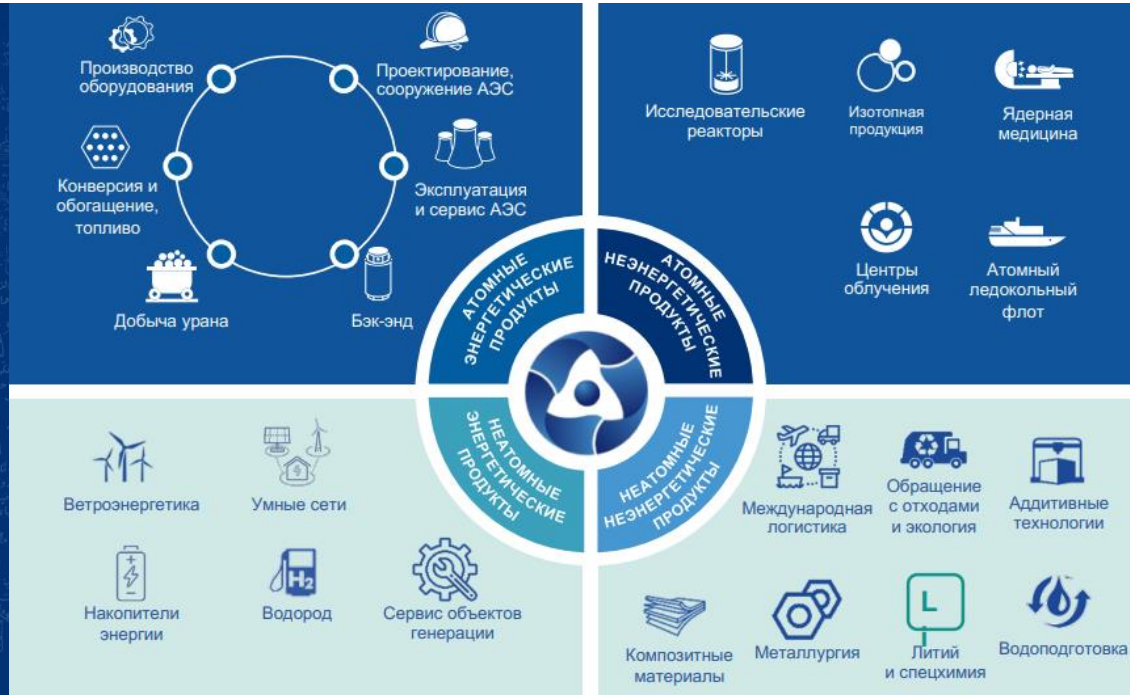 Производство
оборудования
Проектирование,
сооружение АЭС
Конверсия и
обогащение,
топливо
Эксплуатация
и сервис АЭС
Добыча урана
Бэк-энд
АТОМНЫЕ
ЭНЕРГЕТИЧЕСКИЕ
ПРОДУКТЫ
Исследовательские
реакторы
Изотопная
продукция
Ядерная
медицина
Центры
облучения
Атомный
ледокольный
флот
АТОМНЫЕ
НЕЭНЕРГЕТИЧЕСКИЕ
ПРОДУКТЫ
Ветроэнергетика
Умные сети
Накопители
энергии
H2
Водород
Сервис объектов
генерации
НЕАТОМНЫЕ
ЭНЕРГЕТИЧЕСКИЕ
ПРОДУКТЫ
НЕАТОМНЫЕ
НЕЭНЕРГЕТИЧЕСКИЕ
ПРОДУКТЫ
Международная
логистика
Обращение
с отходами
и экология
Аддитивные
технологии
Композитные
материалы
Металлургия
L
Литий
и спецхимия
Водоподготовка